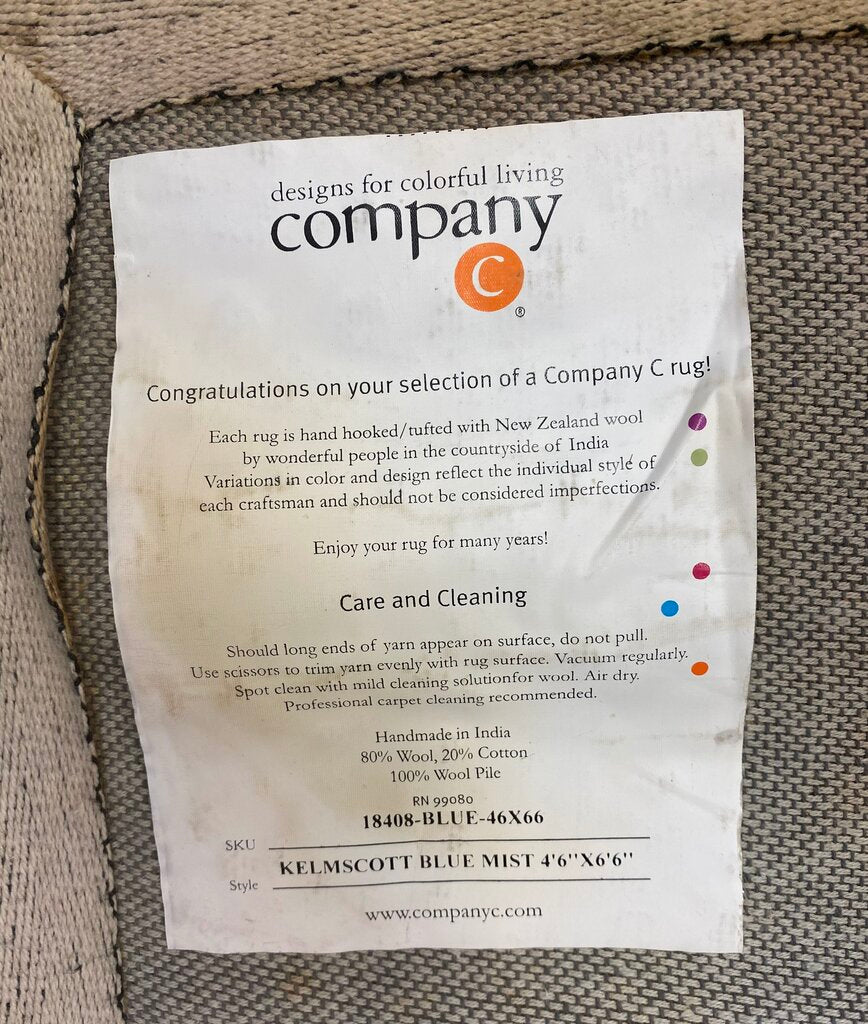 designs for colorful living
company
C
®
Congratulations on your selection of a Company C rug!
Each rug is hand hooked/tufted with New Zealand wool
by wonderful people in the countryside of India
Variations in color and design reflect the individual style of
each craftsman and should not be considered imperfections.
Enjoy your rug for many years!
Care and Cleaning
Should long ends of yarn appear on surface, do not pull.
Use scissors to trim yarn evenly with rug surface. Vacuum regularly.
Spot clean with mild cleaning solutionfor wool. Air dry.
Professional carpet cleaning recommended.
Handmade in India
80% Wool, 20% Cotton
100% Wool Pile
RN 99080
18408-BLUE-46X66
SKU
KELMSCOTT BLUE MIST 4'6''X6'6''
Style
www.companyc.com